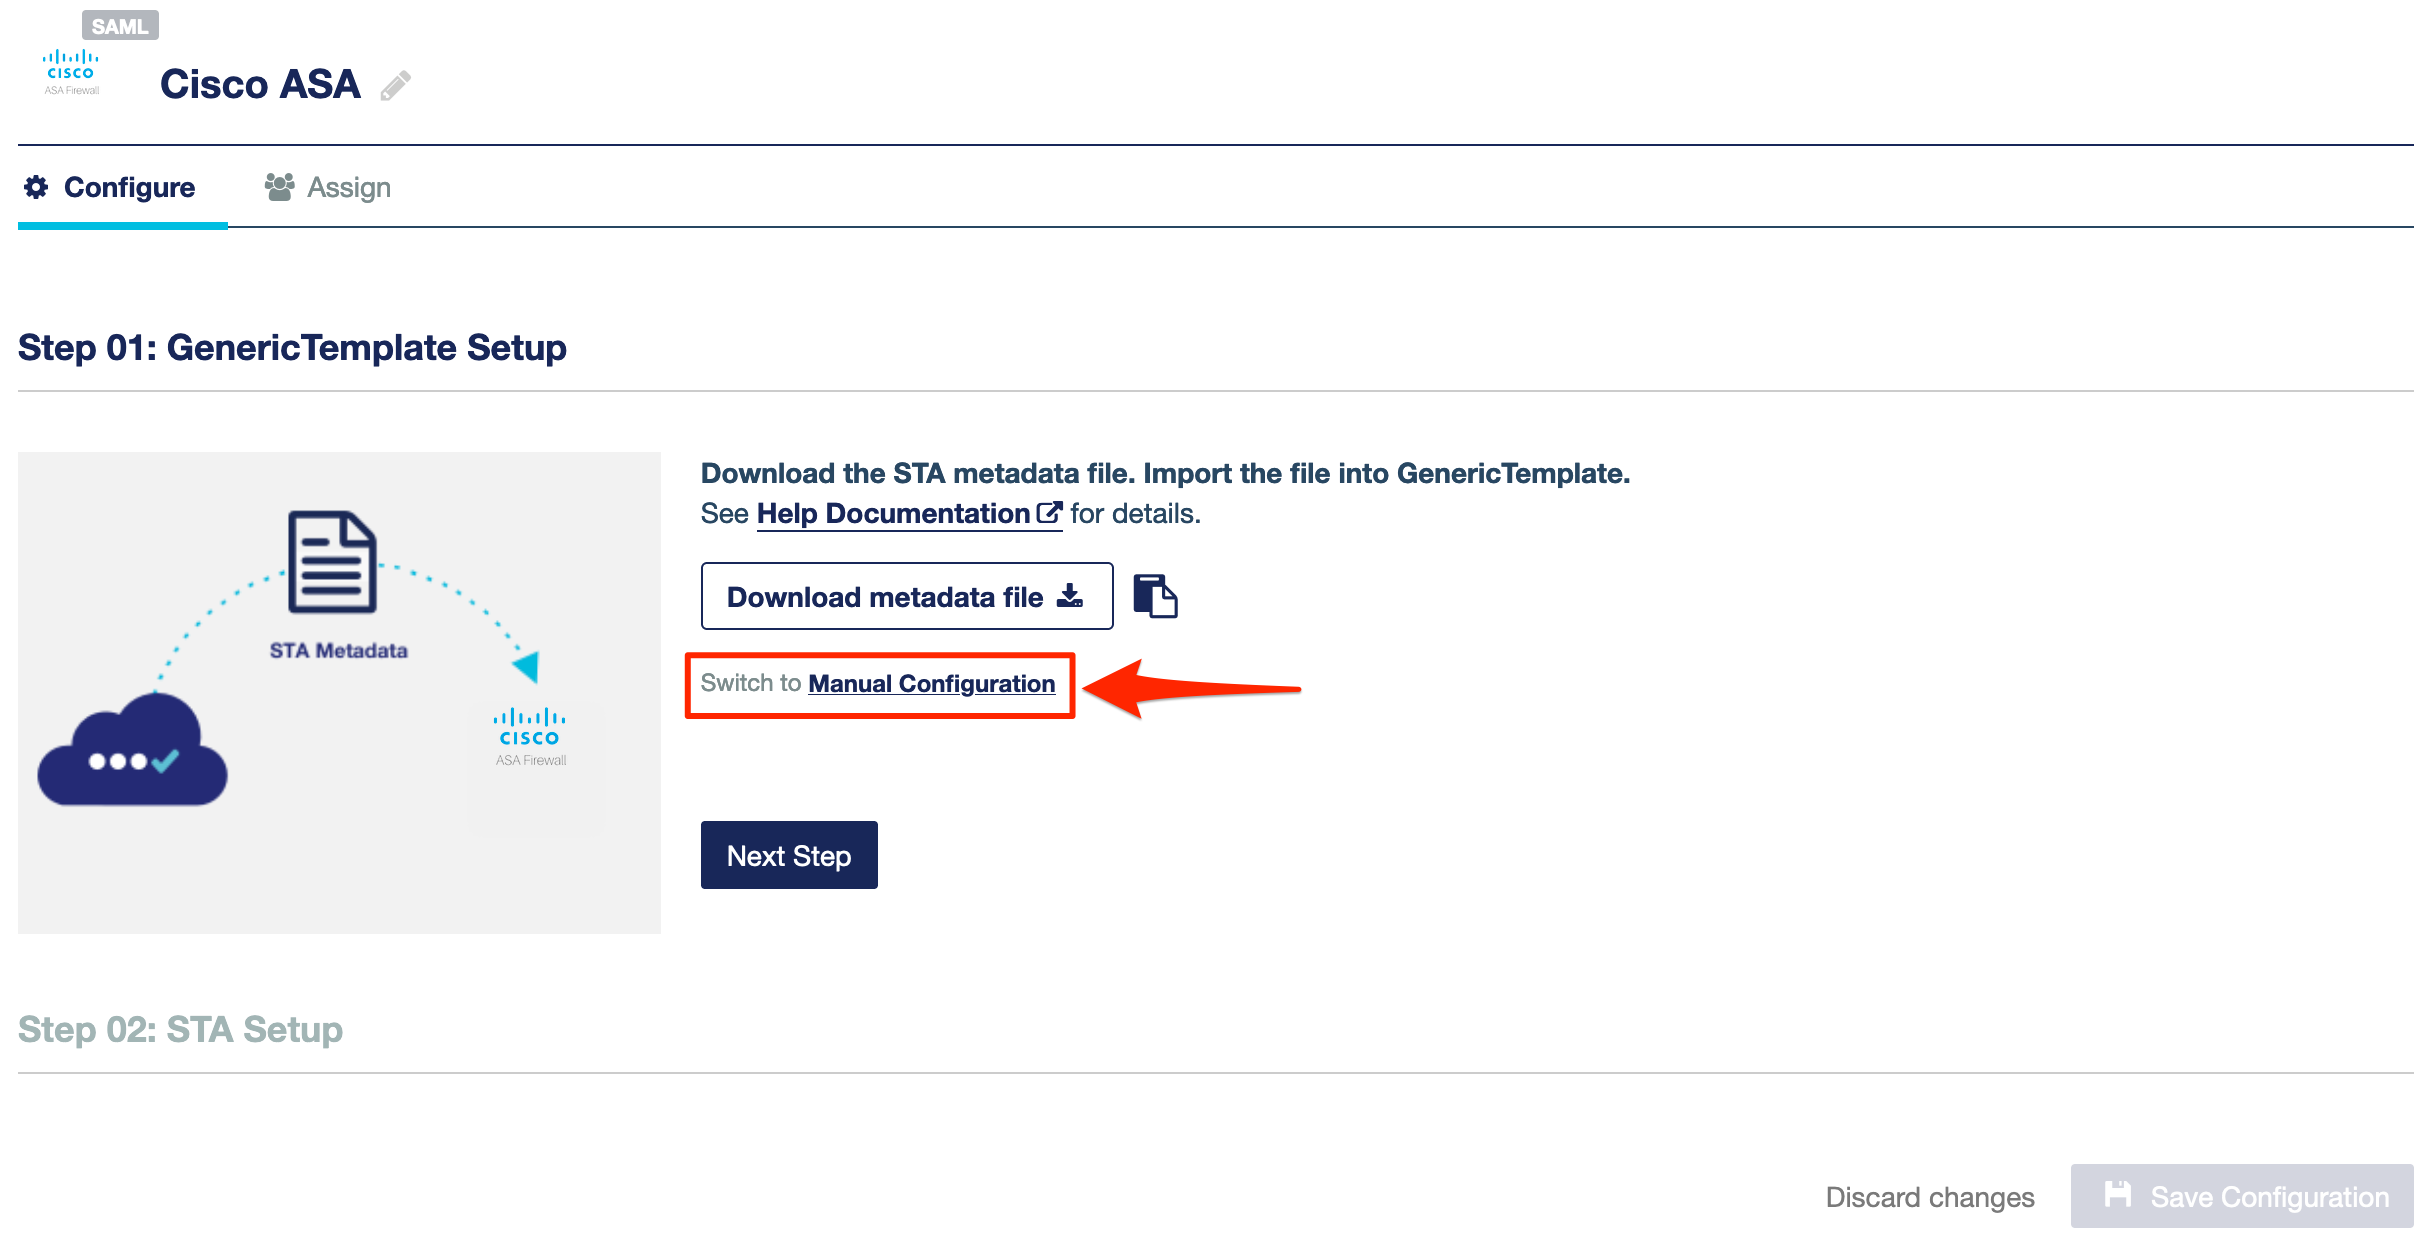 SAML
CISCO
ASA Firewall
Cisco ASA
Configure
Assign
Step 01: GenericTemplate Setup
STA Metadata
CISCO
ASA Firewall
Download the STA metadata file. Import the file into GenericTemplate.
See Help Documentation for details.
Download metadata file
Switch to Manual Configuration
Next Step
Step 02: STA Setup
Discard changes
Save Configuration